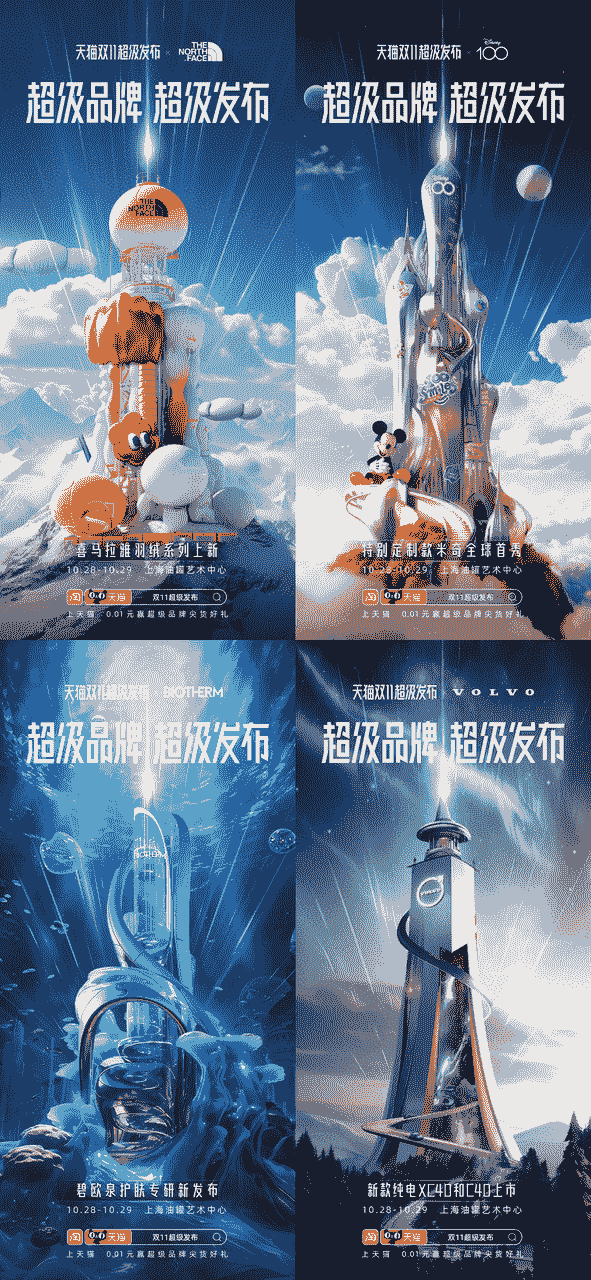 天猫双11超级发布 × THE NORTH FACE
超级品牌 超级发布
THE NORTH FACE
喜马拉雅羽绒系列上新
10.28-10.29 上海油罐艺术中心
淘 天猫 双11超级发布
上天猫 0.01元赢超级品牌尖货好礼
天猫双11超级发布 × Disney 100
超级品牌 超级发布
Disney 100
Smile
特别定制款米奇全球首秀
10.28-10.29 上海油罐艺术中心
淘 天猫 双11超级发布
上天猫 0.01元赢超级品牌尖货好礼
天猫双11超级发布 × BIOTHERM
超级品牌 超级发布
BIOTHERM
碧欧泉护肤专研新发布
10.28-10.29 上海油罐艺术中心
淘 天猫 双11超级发布
上天猫 0.01元赢超级品牌尖货好礼
天猫双11超级发布 × VOLVO
超级品牌 超级发布
VOLVO
新款纯电XC40和C40上市
10.28-10.29 上海油罐艺术中心
淘 天猫 双11超级发布
上天猫 0.01元赢超级品牌尖货好礼